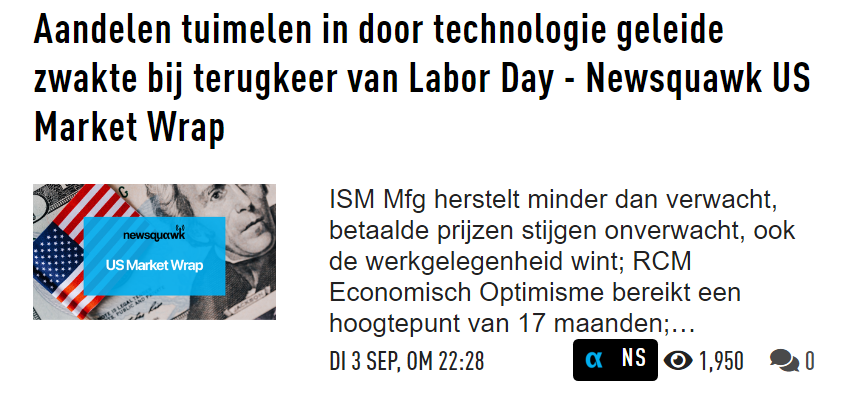 Aandelen tuimelen in door technologie geleide
zwakte bij terugkeer van Labor Day - Newsquawk US
Market Wrap
newsquawk
US Market Wrap
ISM Mfg herstelt minder dan verwacht,
betaalde prijzen stijgen onverwacht, ook
de werkgelegenheid wint; RCM
Economisch Optimisme bereikt een
hoogtepunt van 17 maanden;...
DI 3 SEP, OM 22:28
α NS 1,950 0